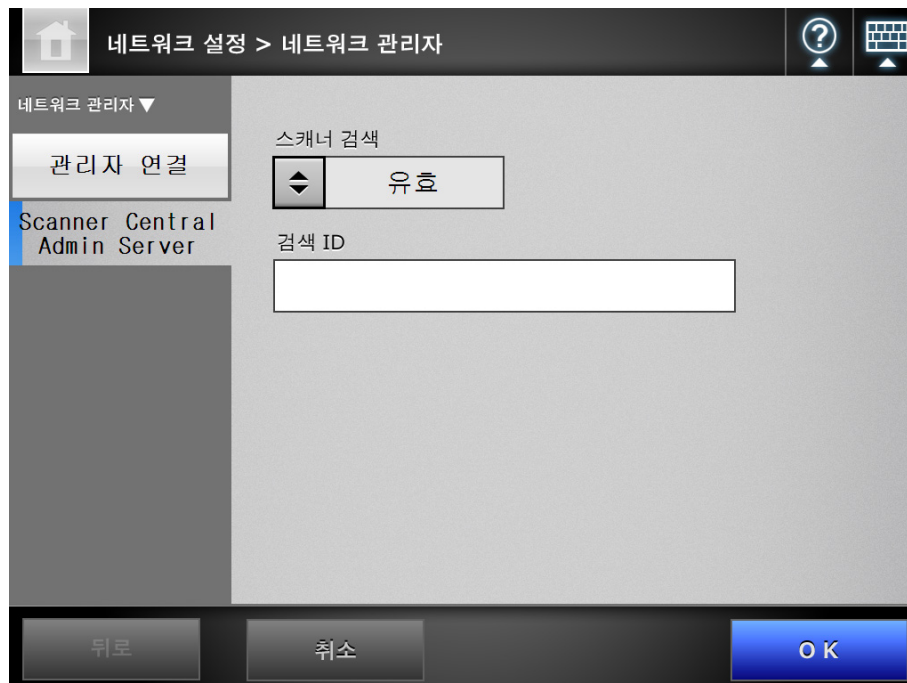 네트워크 설정 > 네트워크 관리자
네트워크 관리자 ▼
관리자 연결
Scanner Central
Admin Server
스캐너 검색
유효
검색 ID
뒤로
취소
OK